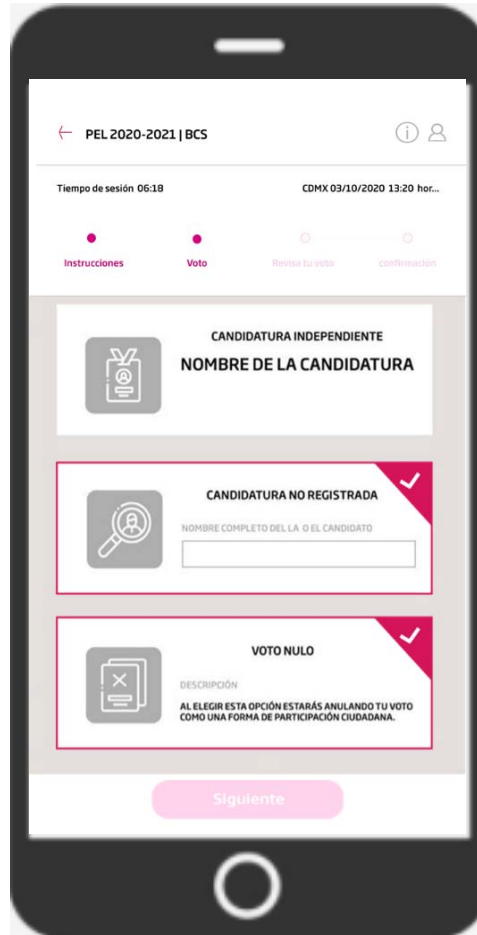 PEL 2020-2021 | BCS
Tiempo de sesión 06:18 CDMX 03/10/2020 13:20 hor...
Instrucciones Voto Revisa tu voto confirmación
CANDIDATURA INDEPENDIENTE
NOMBRE DE LA CANDIDATURA
CANDIDATURA NO REGISTRADA
NOMBRE COMPLETO DEL LA O EL CANDIDATO
VOTO NULO
DESCRIPCIÓN
AL ELEGIR ESTA OPCIÓN ESTARÁS ANULANDO TU VOTO
COMO UNA FORMA DE PARTICIPACIÓN CIUDADANA.
Siguiente